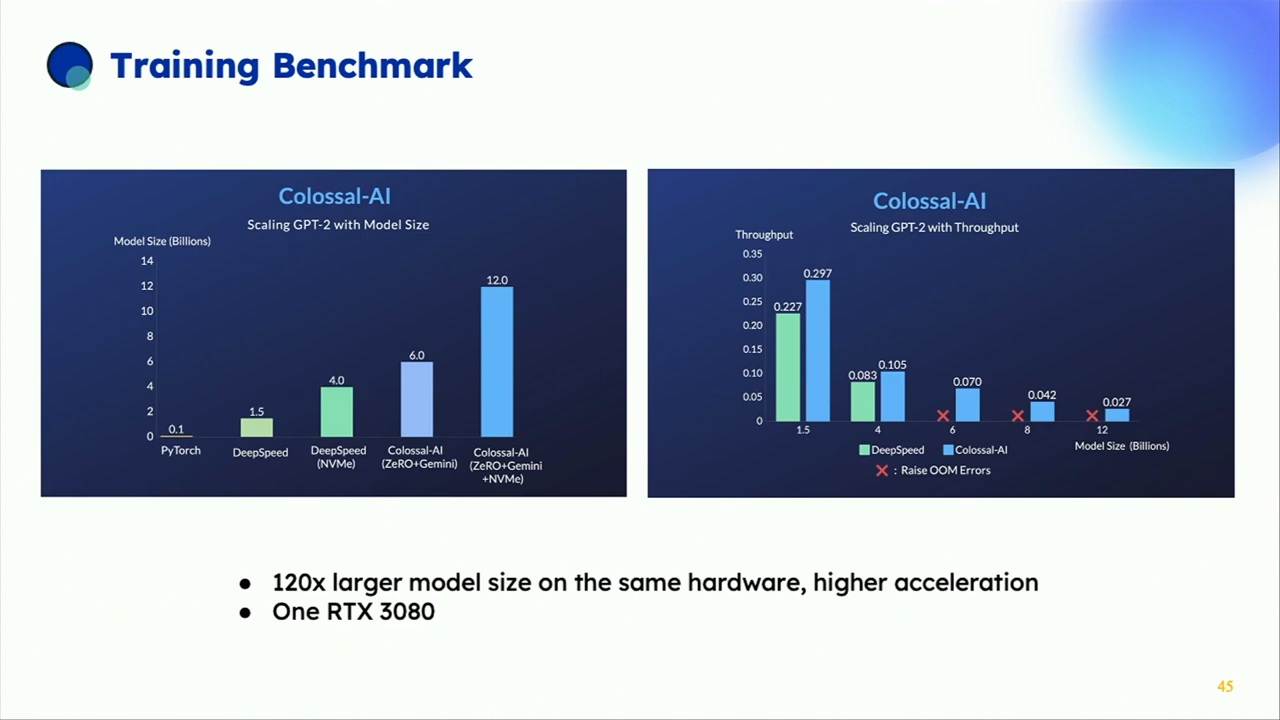 Training Benchmark
Colossal-AI
Scaling GPT-2 with Model Size
Model Size (Billions)
14
12
10
8
6
4
2
0
0.1
1.5
4.0
6.0
12.0
PyTorch
DeepSpeed
DeepSpeed
(NVMe)
Colossal-AI
(ZeRO+Gemini)
Colossal-AI
(ZeRO+Gemini
+NVMe)
Colossal-AI
Scaling GPT-2 with Throughput
Throughput
0.35
0.30
0.25
0.20
0.15
0.10
0.05
0
0.227
0.297
0.083
0.105
0.070
0.042
0.027
1.5
4
6
8
12
Model Size (Billions)
DeepSpeed
Colossal-AI
: Raise OOM Errors
● 120x larger model size on the same hardware, higher acceleration
● One RTX 3080
45